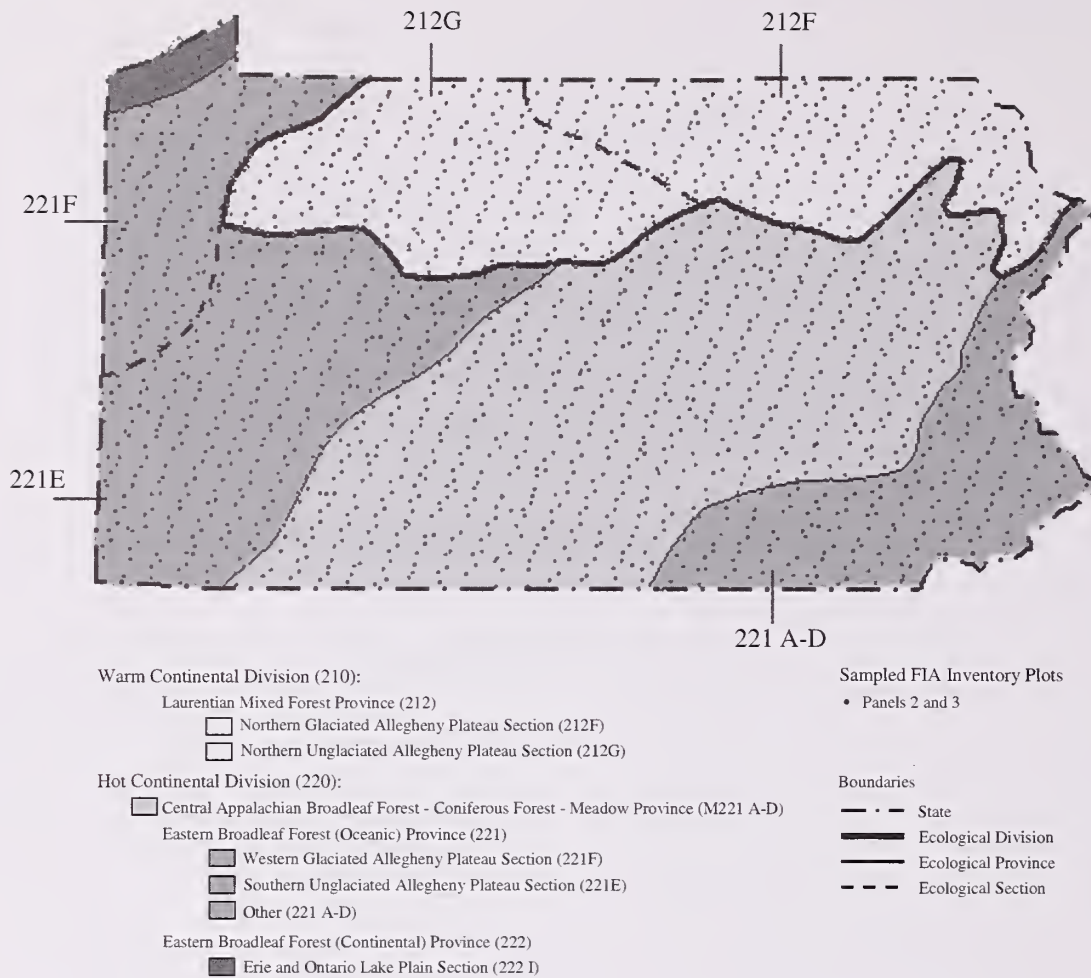 212G
212F
221F
221E
221 A-D
Warm Continental Division (210):
Laurentian Mixed Forest Province (212)
Northern Glaciated Allegheny Plateau Section (212F)
Northern Unglaciated Allegheny Plateau Section (212G)
Hot Continental Division (220):
Central Appalachian Broadleaf Forest - Coniferous Forest - Meadow Province (M221 A-D)
Eastern Broadleaf Forest (Oceanic) Province (221)
Western Glaciated Allegheny Plateau Section (221F)
Southern Unglaciated Allegheny Plateau Section (221E)
Other (221 A-D)
Eastern Broadleaf Forest (Continental) Province (222)
Erie and Ontario Lake Plain Section (222 I)
Sampled FIA Inventory Plots
• Panels 2 and 3
Boundaries
State
Ecological Division
Ecological Province
Ecological Section